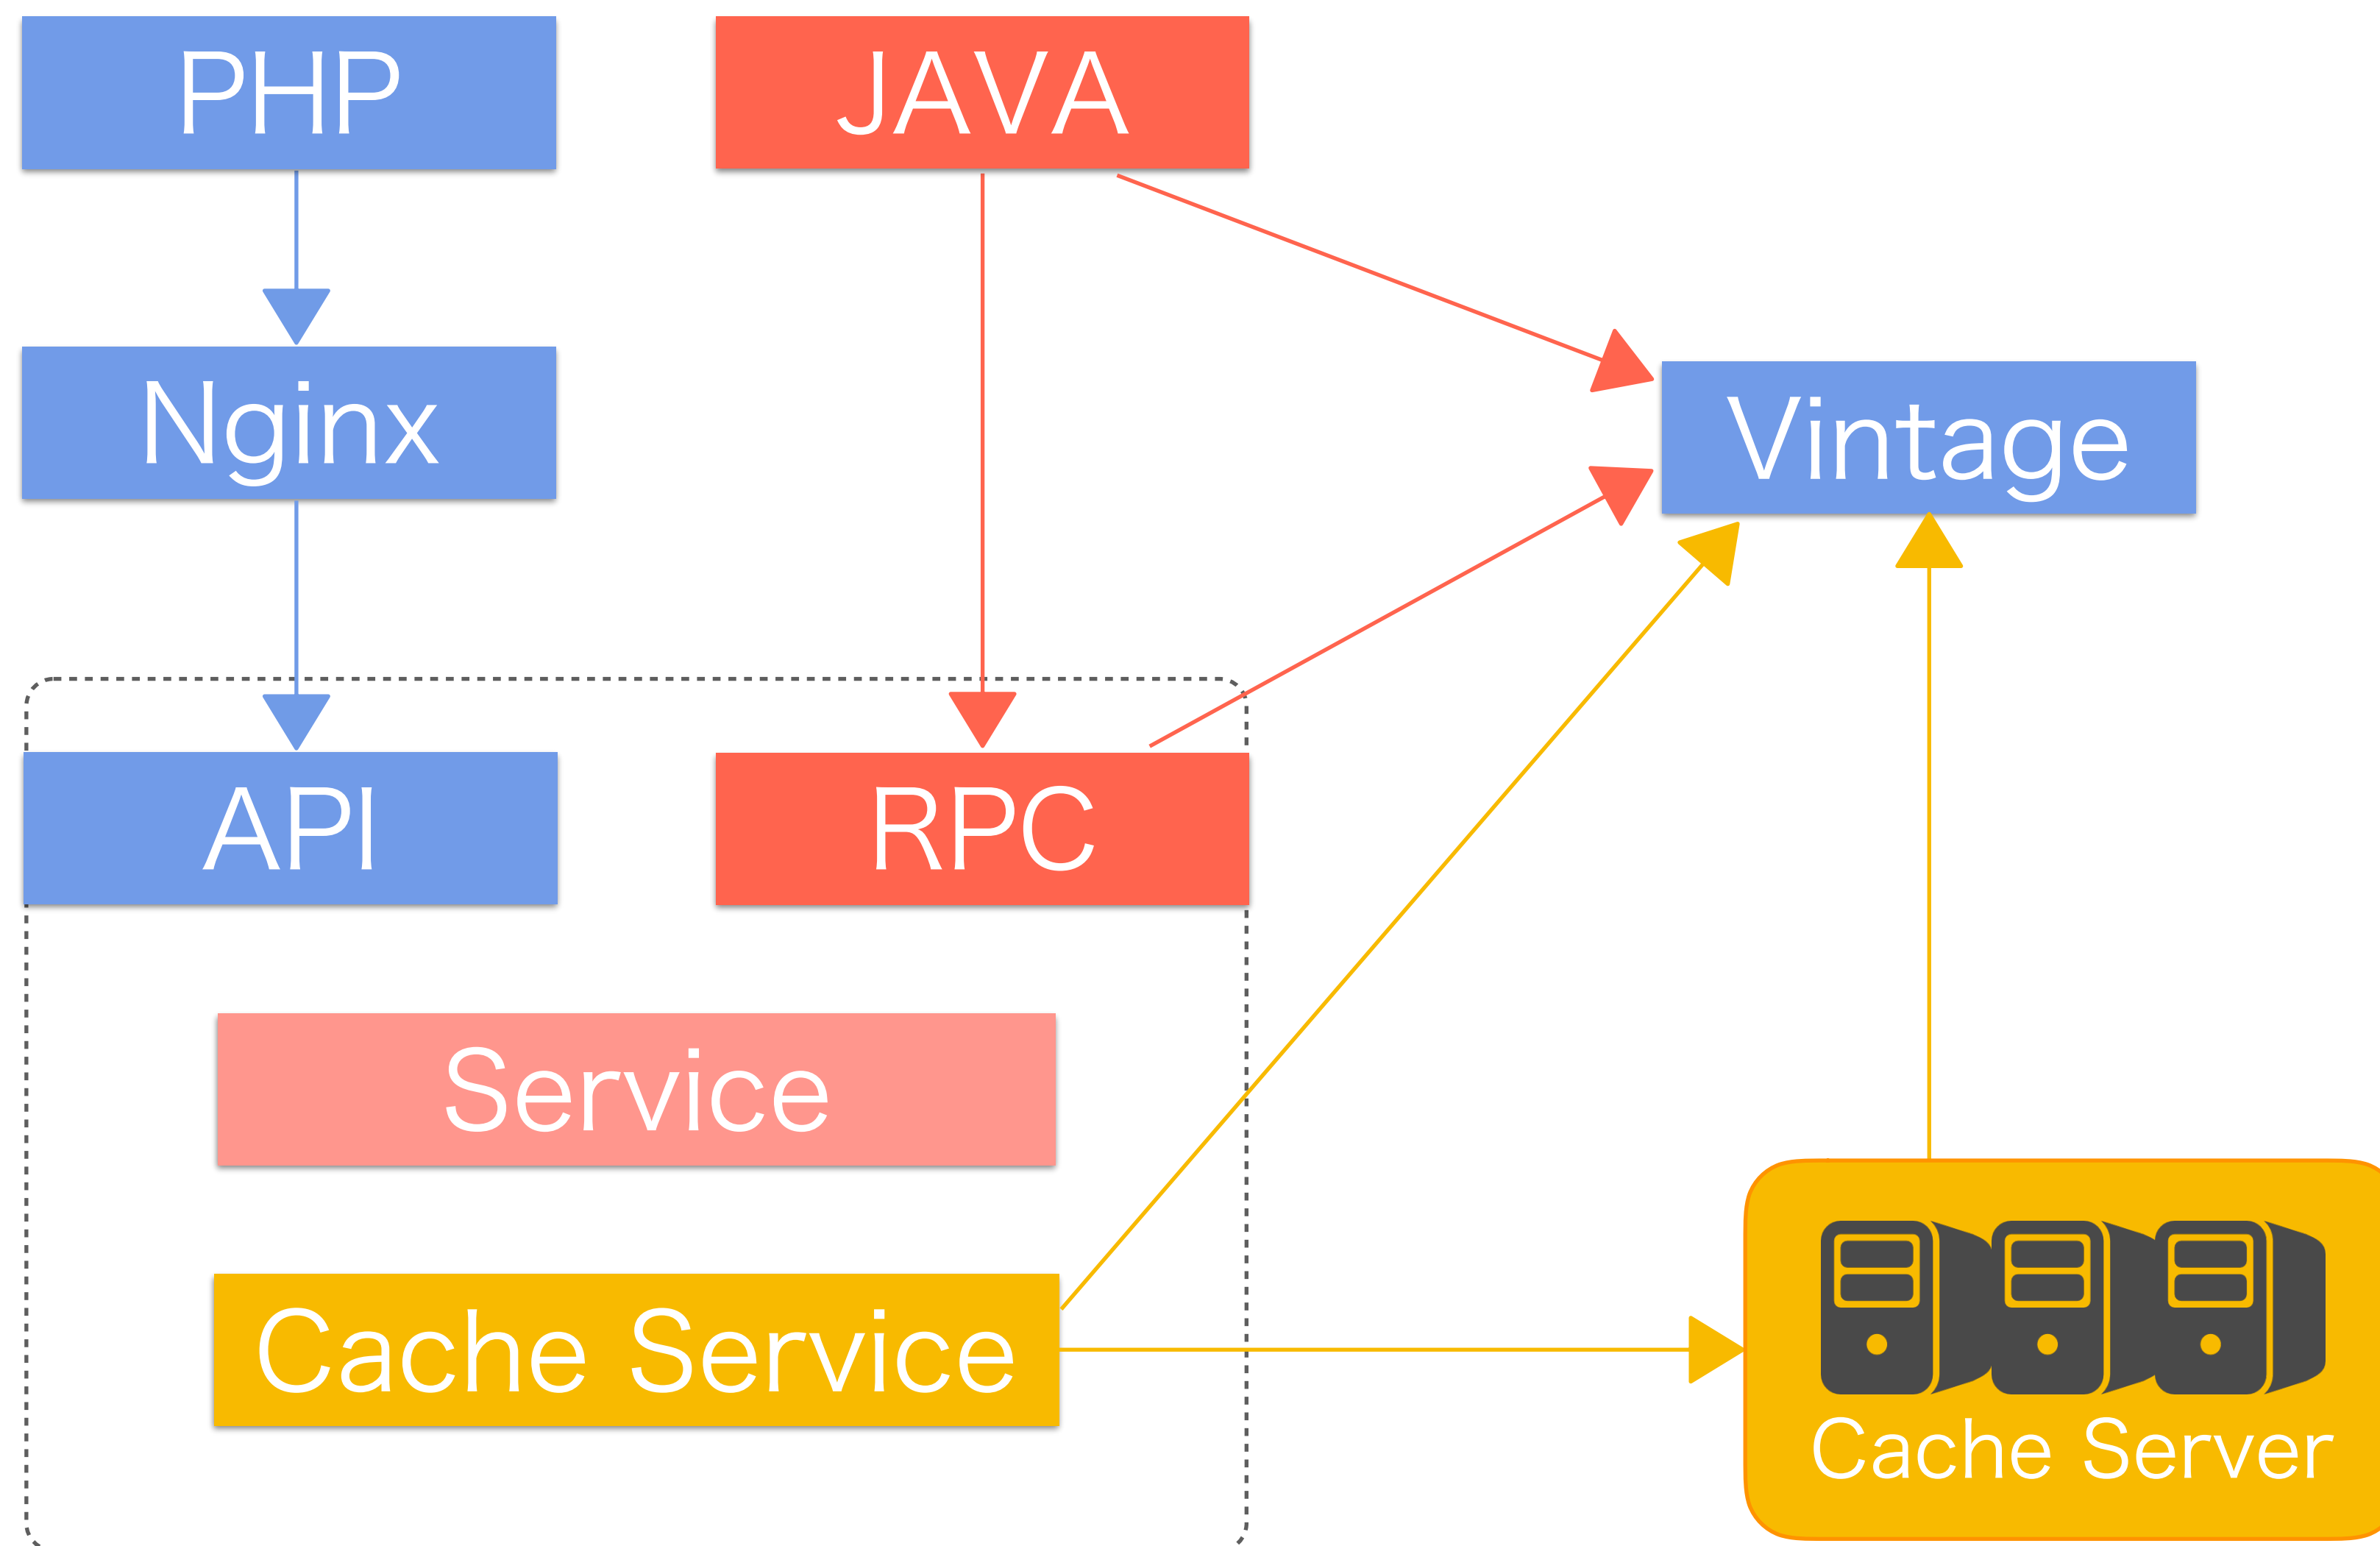 PHP
JAVA
Nginx
Vintage
API
RPC
Service
Cache Service
Cache Server